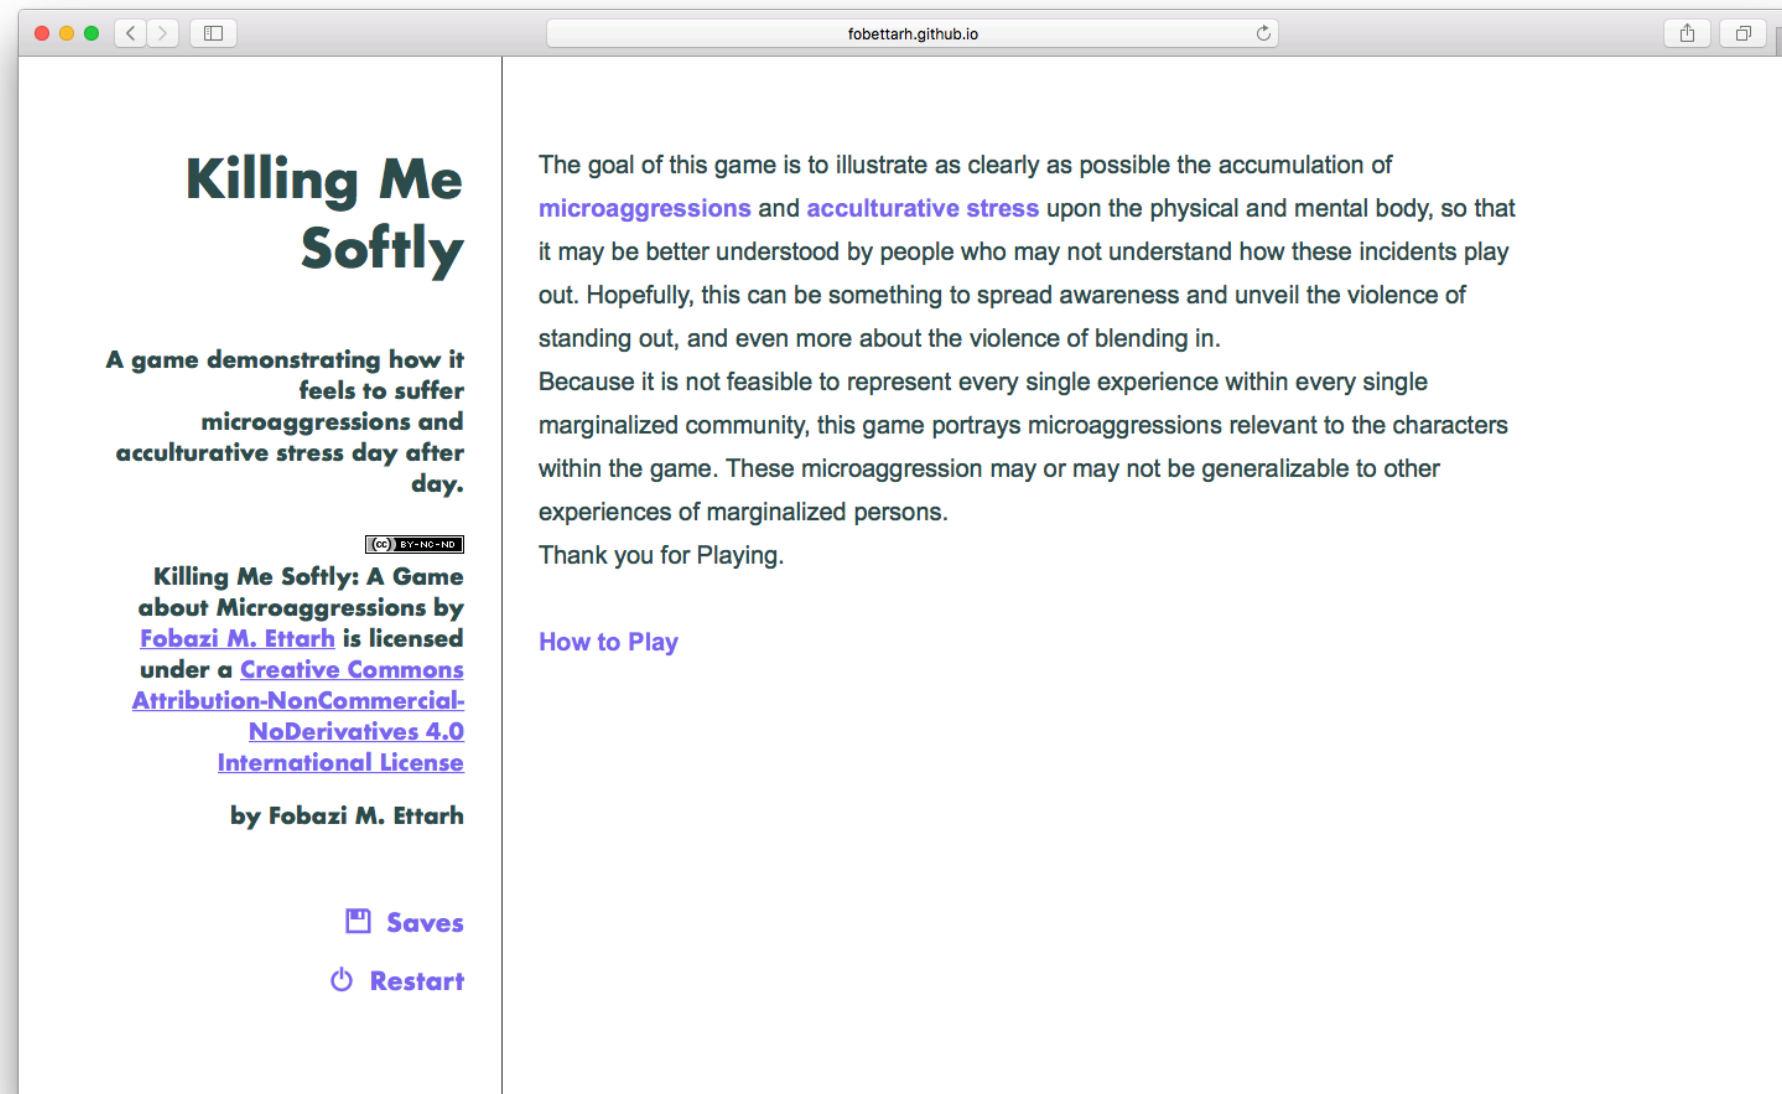 fobettarh.github.io
Killing Me
Softly
A game demonstrating how it
feels to suffer
microaggressions and
acculturative stress day after
day.
(cc) BY-NC-ND
Killing Me Softly: A Game
about Microaggressions by
Fobazi M. Ettarh is licensed
under a Creative Commons
Attribution-NonCommercial-
NoDerivatives 4.0
International License
by Fobazi M. Ettarh
Saves
Restart
The goal of this game is to illustrate as clearly as possible the accumulation of
microaggressions and acculturative stress upon the physical and mental body, so that
it may be better understood by people who may not understand how these incidents play
out. Hopefully, this can be something to spread awareness and unveil the violence of
standing out, and even more about the violence of blending in.
Because it is not feasible to represent every single experience within every single
marginalized community, this game portrays microaggressions relevant to the characters
within the game. These microaggression may or may not be generalizable to other
experiences of marginalized persons.
Thank you for Playing.
How to Play